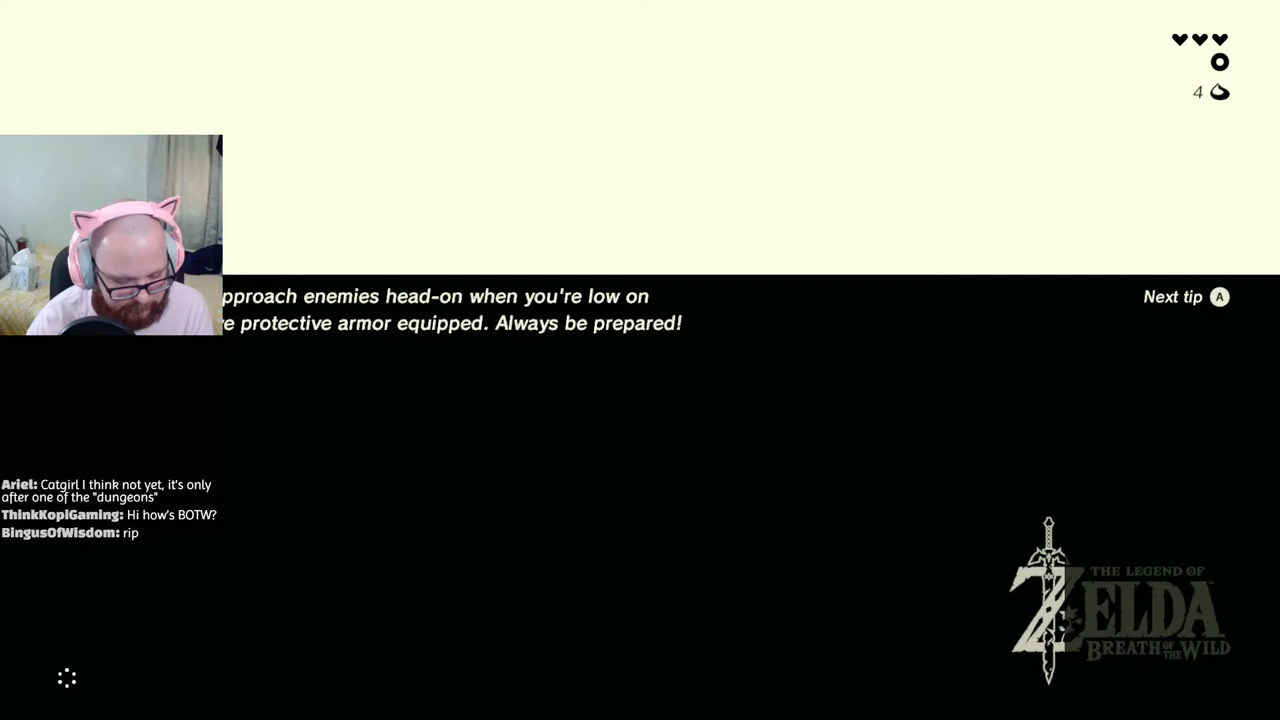 4
pproach enemies head-on when you're low on
e protective armor equipped. Always be prepared!
Next tip A
Ariel: Catgirl I think not yet, it's only
after one of the "dungeons"
ThinkKopiGaming: Hi how's BOTW?
BingusOfWisdom: rip
THE LEGEND OF
ZELDA
BREATH OF THE WILD